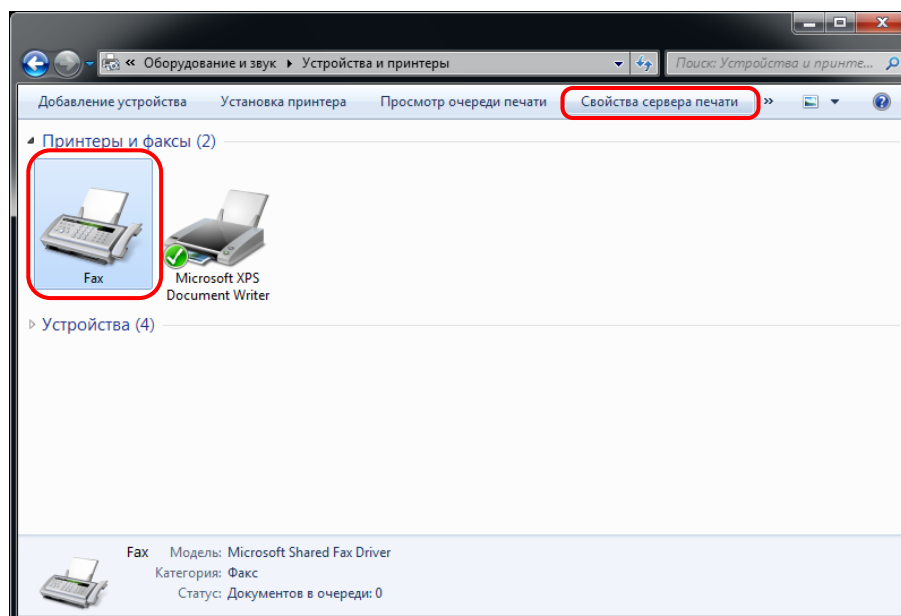 « Оборудование и звук Устройства и принтеры Поиск: Устройства и принте...
Добавление устройства Установка принтера Просмотр очереди печати Свойства сервера печати »
Принтеры и факсы (2)
Fax
Microsoft XPS
Document Writer
Устройства (4)
Fax Модель: Microsoft Shared Fax Driver
Категория: Факс
Статус: Документов в очереди: 0